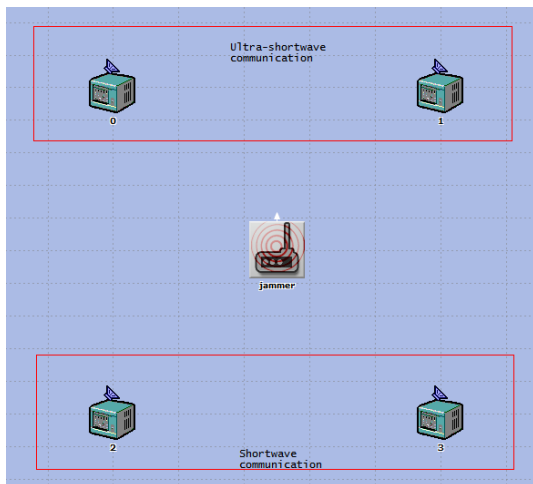 Ultra-shortwave
communication
0
1
jammer
2
3
Shortwave
communication